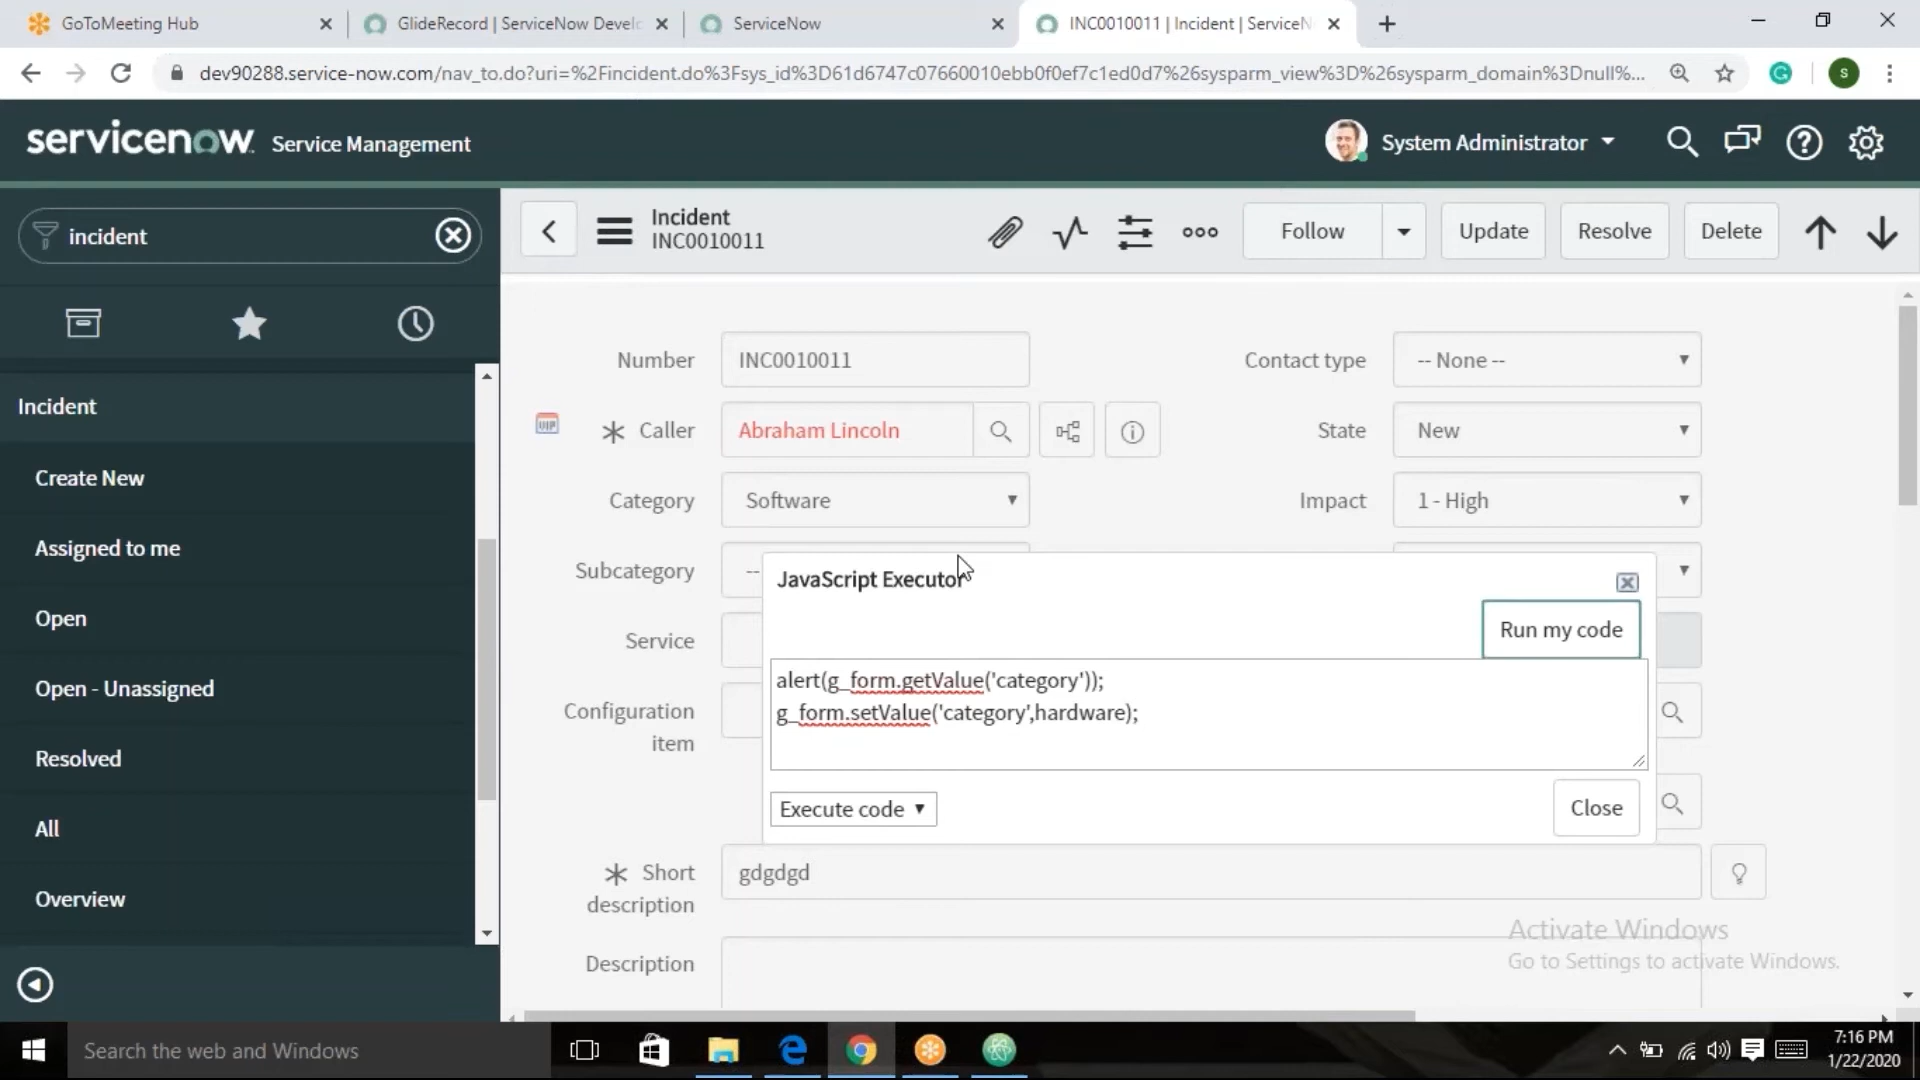 GoToMeeting Hub
GlideRecord | ServiceNow Develo
ServiceNow
INC0010011 | Incident | ServiceN
dev90288.service-now.com/nav_to.do?uri=%2Fincident.do%3Fsys_id%3D61d6747c07660010ebb0f0ef7c1ed0d7%26sysparm_view%3D%26sysparm_domain%3Dnull%...
S
servicenow Service Management
System Administrator
incident
Incident
INC0010011
Follow
Update
Resolve
Delete
Incident
Create New
Assigned to me
Open
Open - Unassigned
Resolved
All
Overview
Number
INC0010011
Contact type
-- None --
VIP
Caller
Abraham Lincoln
State
New
Category
Software
Impact
1 - High
Subcategory
--
Service
Configuration
item
JavaScript Executor
Run my code
alert(g_form.getValue('category'));
g_form.setValue('category',hardware);
Execute code
Close
Short
description
gdgdgd
Description
Activate Windows
Go to Settings to activate Windows.
Search the web and Windows
7:16 PM
1/22/2020